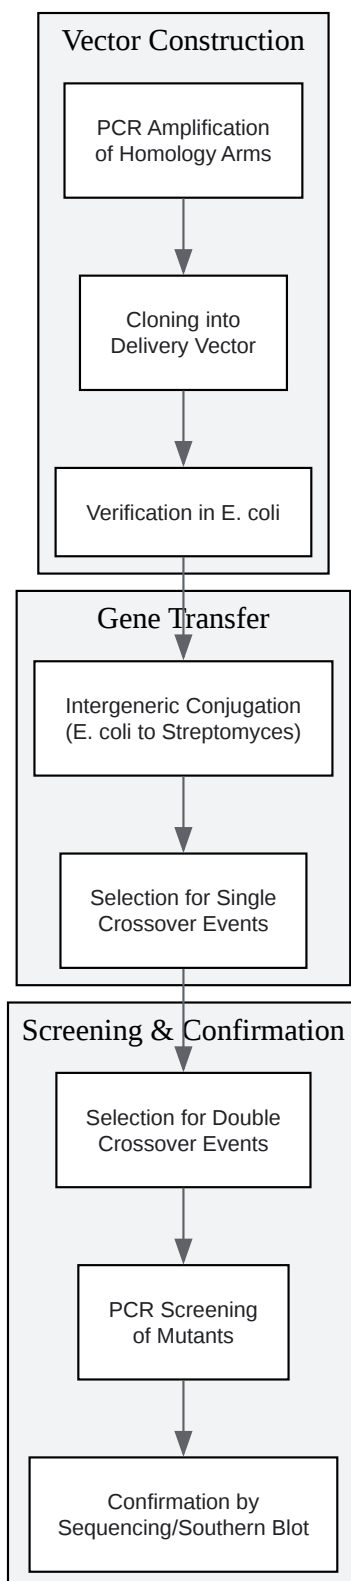 Vector Construction
PCR Amplification
of Homology Arms
Cloning into
Delivery Vector
Verification in E. coli
Gene Transfer
Intergeneric Conjugation
(E. coli to Streptomyces)
Selection for Single
Crossover Events
Screening & Confirmation
Selection for Double
Crossover Events
PCR Screening
of Mutants
Confirmation by
Sequencing/Southern Blot